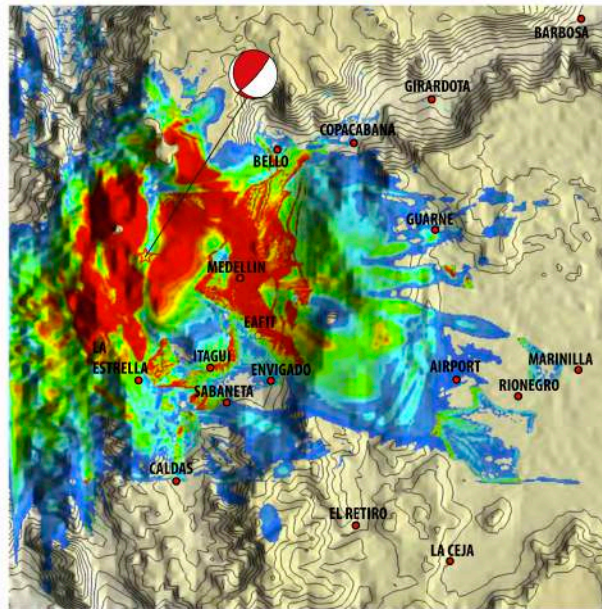 BARBOSA
GIRARDOTA
COPACABANA
BELLO
GUARNE
MEDELLIN
EAFIT
LA
ESTRELLA
ITAGUI
ENVIGADO
SABANETA
AIRPORT
MARINILLA
RIONEGRO
CALDAS
EL RETIRO
LA CEJA